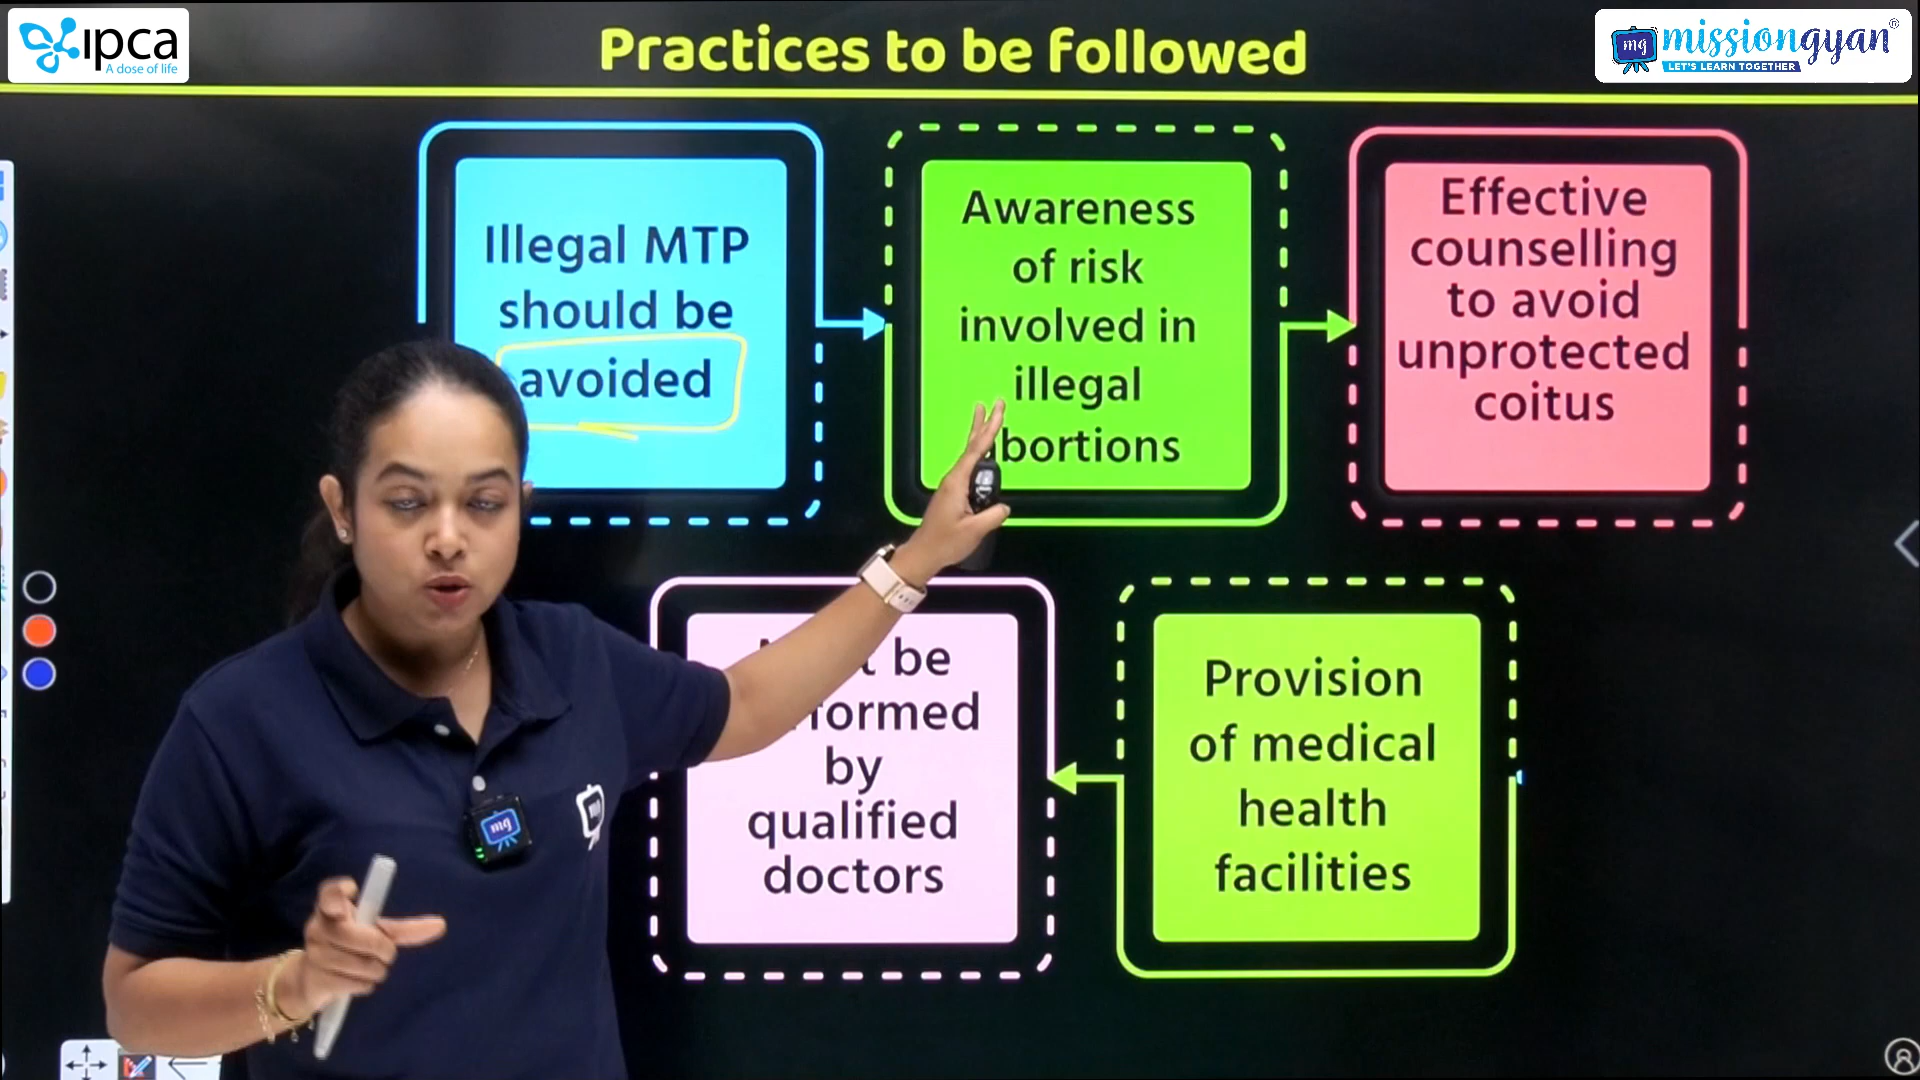 ipca
A dose of life
Practices to be followed
mg missiongyan®
LET'S LEARN TOGETHER
Illegal MTP
should be
avoided
Awareness
of risk
involved in
illegal
bortions
Effective
counselling
to avoid
unprotected
coitus
be
formed
by
qualified
doctors
Provision
of medical
health
facilities
mg